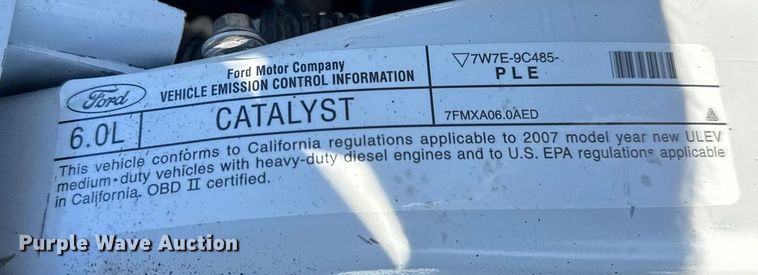 Ford
Ford Motor Company
VEHICLE EMISSION CONTROL INFORMATION
▽7W7E-9C485-
PLE
6.0L
CATALYST
7FMXA06.0AED
This vehicle conforms to California regulations applicable to 2007 model year new ULEV
medium-duty vehicles with heavy-duty diesel engines and to U.S. EPA regulations applicable
in California. OBD II certified.
Purple Wave Auction